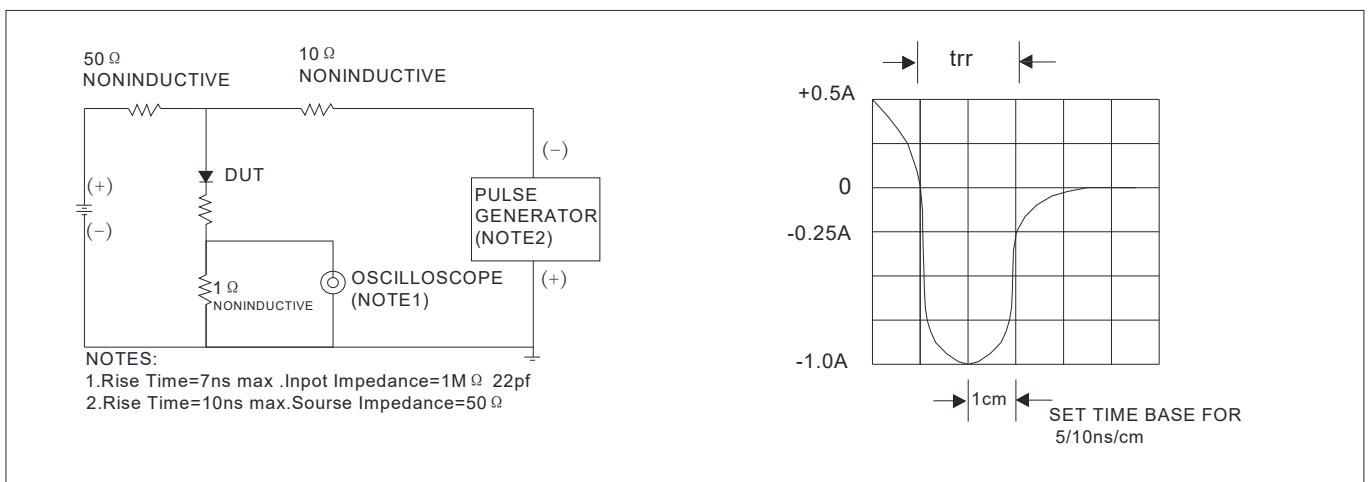 50 Ω
NONINDUCTIVE
10 Ω
NONINDUCTIVE
(+)
(−)
DUT
1 Ω
NONINDUCTIVE
OSCILLOSCOPE
(NOTE1)
(−)
PULSE
GENERATOR
(NOTE2)
(+)
NOTES:
1.Rise Time=7ns max .Inpot Impedance=1M Ω 22pf
2.Rise Time=10ns max.Sourse Impedance=50 Ω
trr
+0.5A
0
-0.25A
-1.0A
1cm
SET TIME BASE FOR
5/10ns/cm